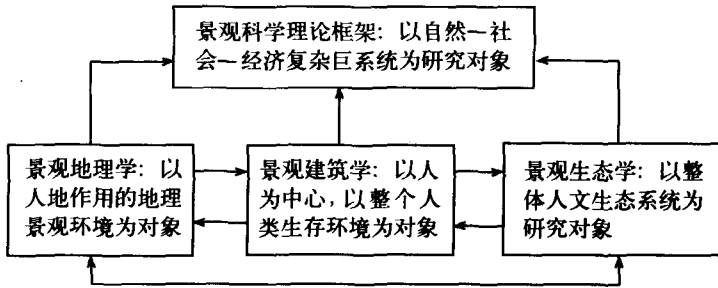 景观科学理论框架：以自然—社
会—经济复杂巨系统为研究对象
景观地理学：以
人地作用的地理
景观环境为对象
景观建筑学：以人
为中心，以整个人
类生存环境为对象
景观生态学：以整
体人文生态系统为
研究对象